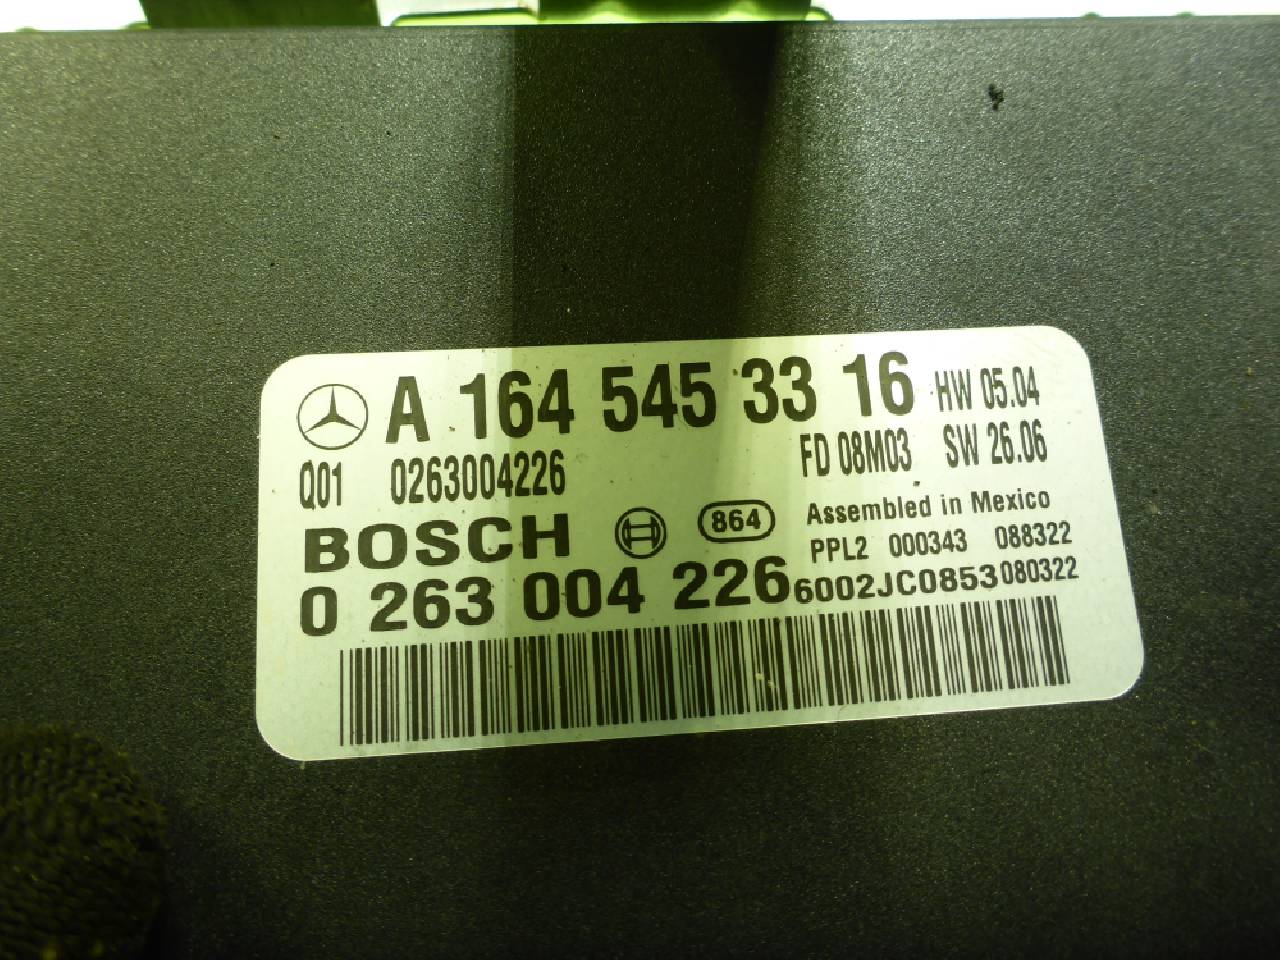 A 164 545 33 16 HW 05.04
Q01 0263004226 FD 08M03 SW 26.06
BOSCH 864 Assembled in Mexico
PPL2 000343 088322
0 263 004 226 6002JC0853 080322